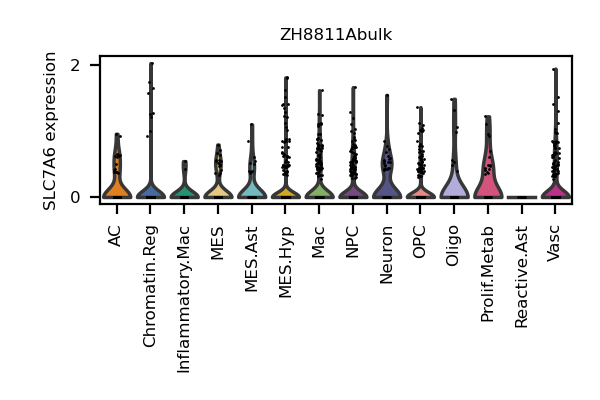 ZH8811Abulk
SLC7A6 expression
2
0
AC
Chromatin.Reg
Inflammatory.Mac
MES
MES.Ast
MES.Hyp
Mac
NPC
Neuron
OPC
Oligo
Prolif.Metab
Reactive.Ast
Vasc